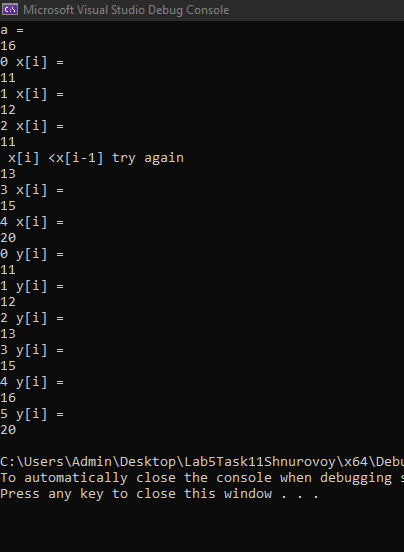 C:\ Microsoft Visual Studio Debug Console
a =
16
0 x[i] =
11
1 x[i] =
12
2 x[i] =
11
 x[i] <x[i-1] try again
13
3 x[i] =
15
4 x[i] =
20
0 y[i] =
11
1 y[i] =
12
2 y[i] =
13
3 y[i] =
15
4 y[i] =
16
5 y[i] =
20
C:\Users\Admin\Desktop\Lab5Task11Shnurovoy\x64\Debu
To automatically close the console when debugging s
Press any key to close this window . . .